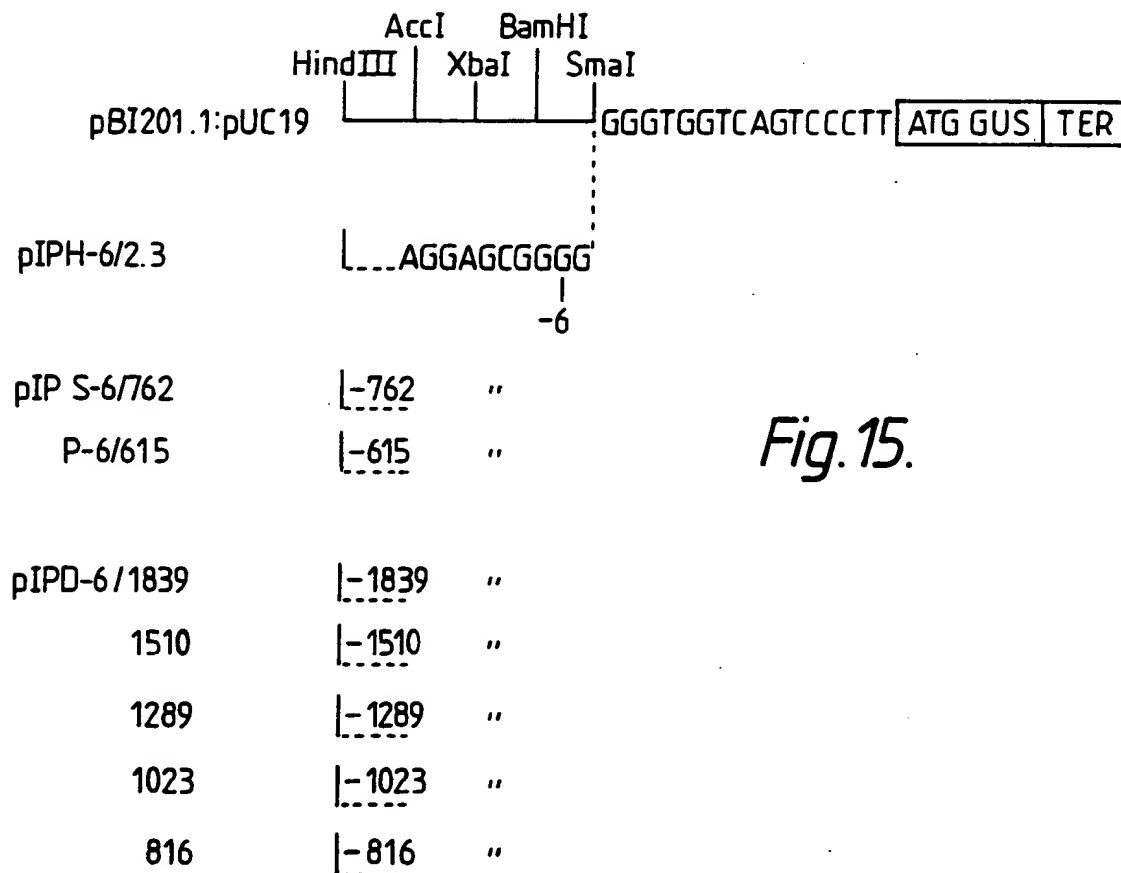 AccI BamHI
HindIII XbaI SmaI
pBI201.1:pUC19 GGGTGGTCAGTCCCTT ATG GUS TER
pIPH-6/2.3 AGGAGCGGGG
-6
pIP S-6/762 -762 "
P-6/615 -615 "
Fig. 15.
pIPD-6/1839 -1839 "
1510 -1510 "
1289 -1289 "
1023 -1023 "
816 -816 "